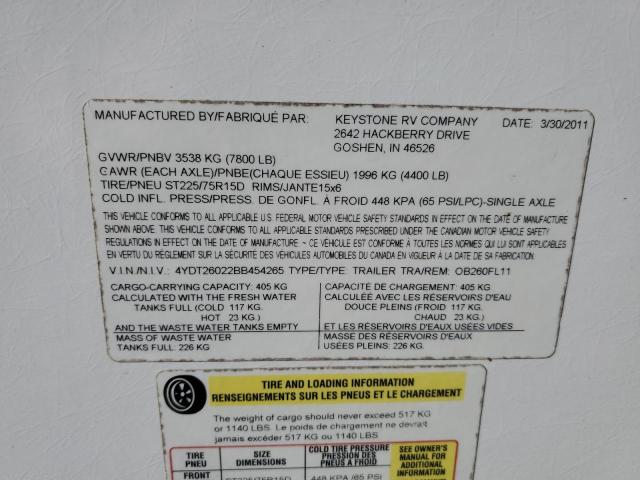 MANUFACTURED BY/FABRIQUÉ PAR: KEYSTONE RV COMPANY DATE: 3/30/2011
2642 HACKBERRY DRIVE
GOSHEN, IN 46526
GVWR/PNBV 3538 KG (7800 LB)
GAWR (EACH AXLE)/PNBE(CHAQUE ESSIEU) 1996 KG (4400 LB)
TIRE/PNEU ST225/75R15D RIMS/JANTE15x6
COLD INFL. PRESS/PRESS. DE GONFL. À FROID 448 KPA (65 PSI/LPC)-SINGLE AXLE
THIS VEHICLE CONFORMS TO ALL APPLICABLE U.S. FEDERAL MOTOR VEHICLE SAFETY STANDARDS IN EFFECT ON THE DATE OF MANUFACTURE
SHOWN ABOVE. THIS VEHICLE CONFORMS TO ALL APPLICABLE STANDARDS PRESCRIBED UNDER THE CANADIAN MOTOR VEHICLE SAFETY
REGULATIONS IN EFFECT ON THE DATE OF MANUFACTURE ~ CE VÉHICULE EST CONFORME À TOUTES LES NORMES QUI LUI SONT APPLICABLES
EN VERTU DU RÉGLEMENT SUR LA SÉCURITÉ DES VÉHICULES AUTOMOBILES DU CANADA EN VIGUEUR À LA DATE DE SA FABRICATION
V.I.N./N.I.V.: 4YDT26022BB454265 TYPE/TYPE: TRAILER TRA/REM: OB260FL11
CARGO-CARRYING CAPACITY: 405 KG
CALCULATED WITH THE FRESH WATER
TANKS FULL (COLD 117 KG.
HOT 23 KG.)
AND THE WASTE WATER TANKS EMPTY
MASS OF WASTE WATER
TANKS FULL: 226 KG
CAPACITÉ DE CHARGEMENT: 405 KG
CALCULÉE AVEC LES RÉSERVOIRS D'EAU
DOUCE PLEINS (FROID 117 KG.
CHAUD 23 KG.)
ET LES RÉSERVOIRS D'EAUX USÉES VIDES
MASSE DES RÉSERVOIRS D'EAUX
USÉES PLEINS: 226 KG.
TIRE AND LOADING INFORMATION
RENSEIGNEMENTS SUR LES PNEUS ET LE CHARGEMENT
The weight of cargo should never exceed 517 KG
or 1140 LBS. Le poids de chargement ne devrait
jamais excéder 517 KG ou 1140 LBS.
TIRE SIZE COLD TIRE PRESSURE
PNEU DIMENSIONS PRESSION DES
PNEUS A FROID
SEE OWNER'S
MANUAL FOR
ADDITIONAL
INFORMATION
FRONT ST225/75R15D 448 KPA /65 PSI